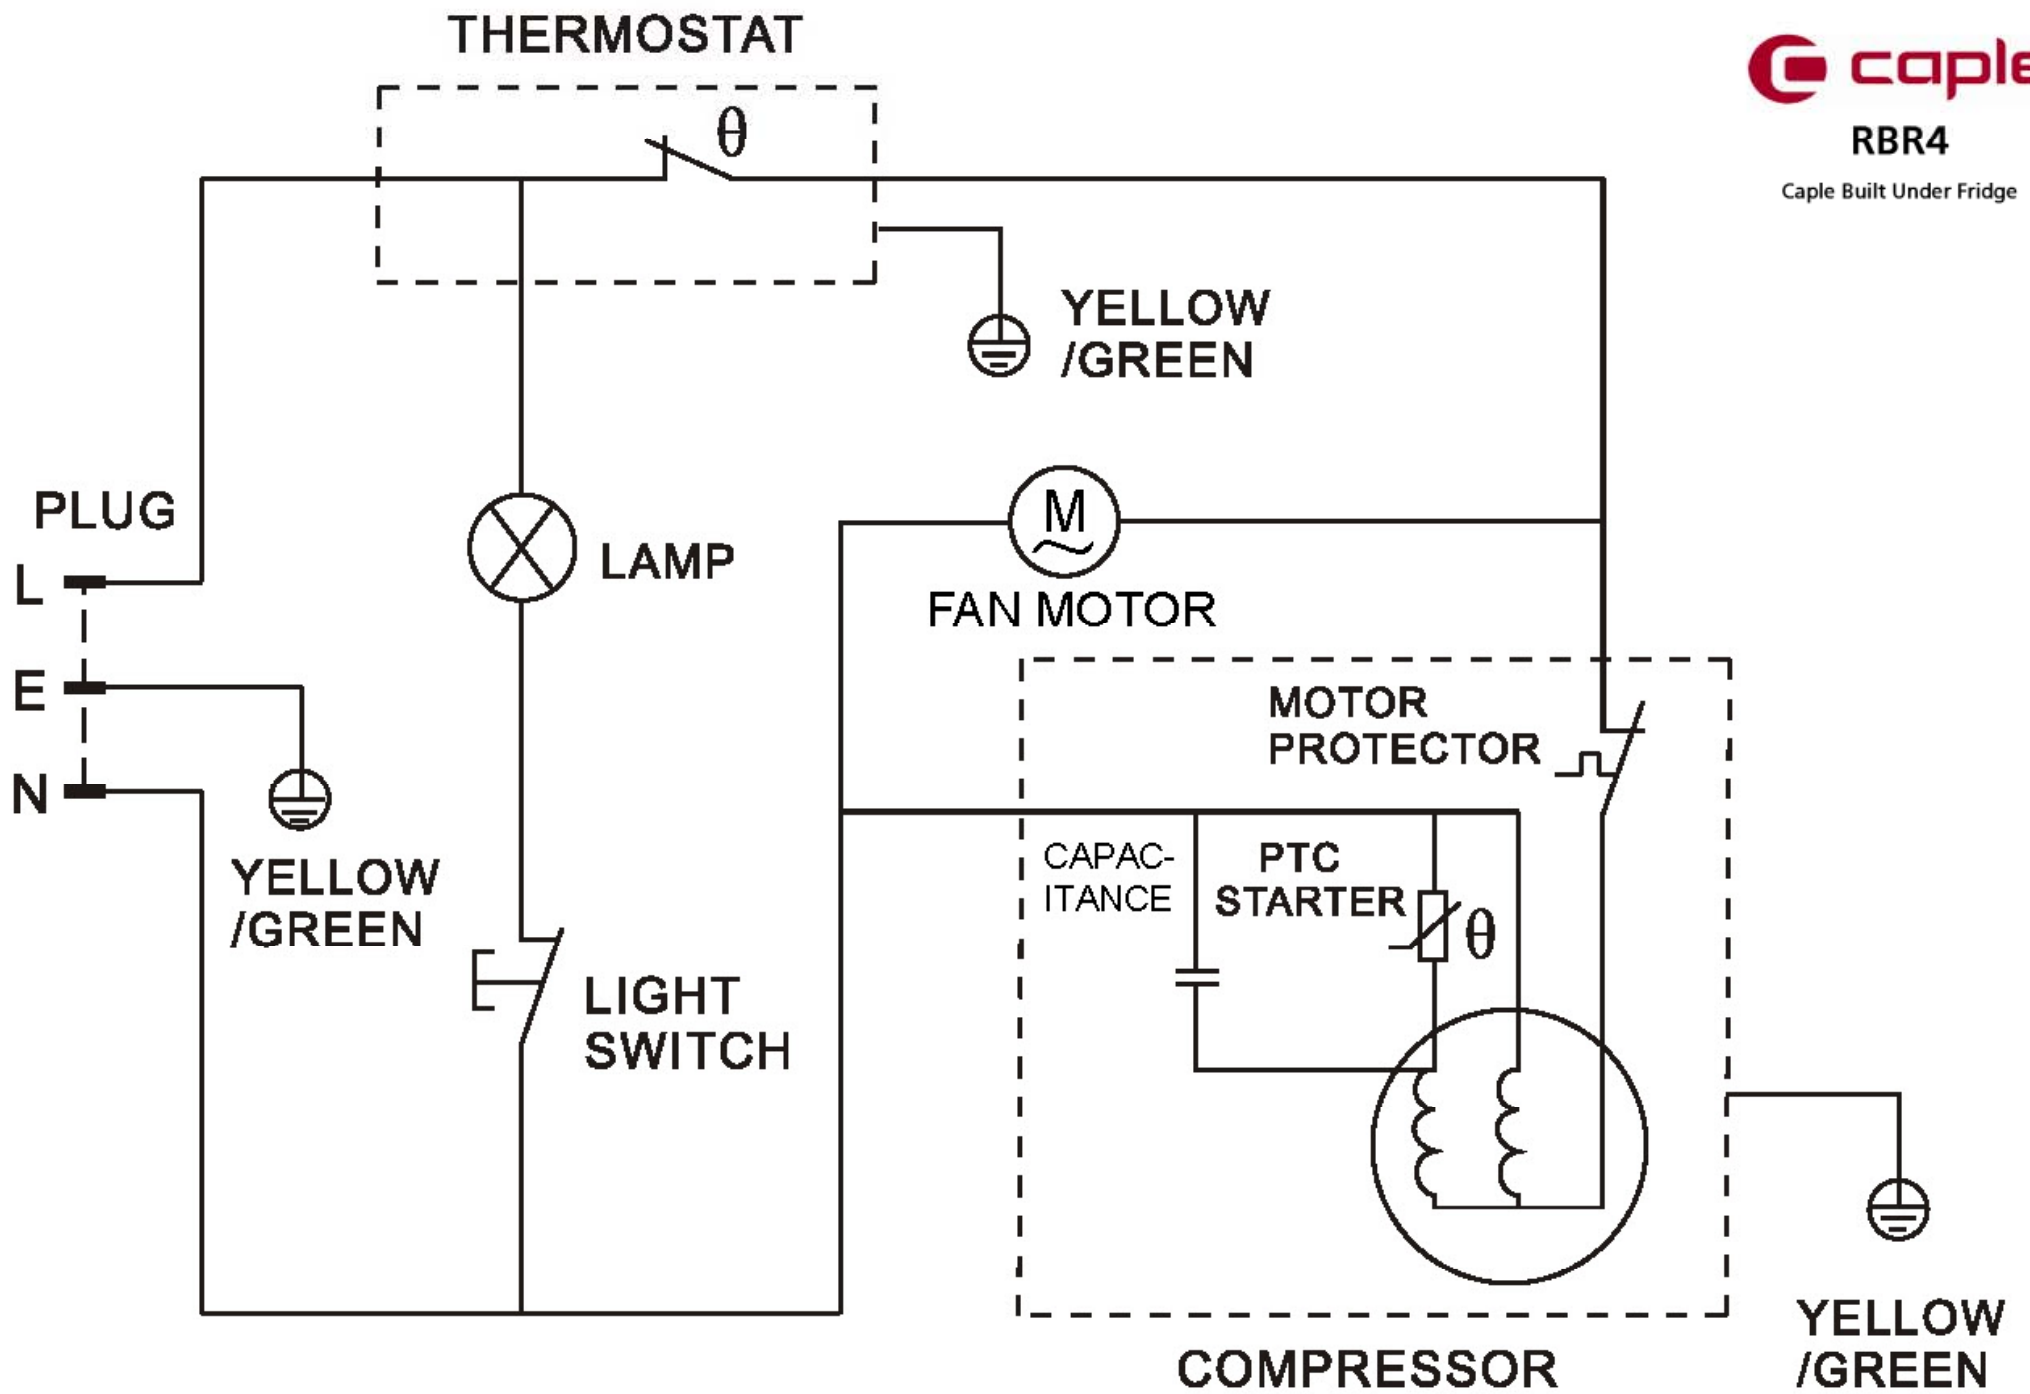 THERMOSTAT
θ
caple
RBR4
Caple Built Under Fridge
YELLOW
/GREEN
PLUG
L
E
N
LAMP
M
FAN MOTOR
MOTOR
PROTECTOR
YELLOW
/GREEN
CAPAC-
ITANCE
PTC
STARTER
θ
LIGHT
SWITCH
YELLOW
/GREEN
COMPRESSOR